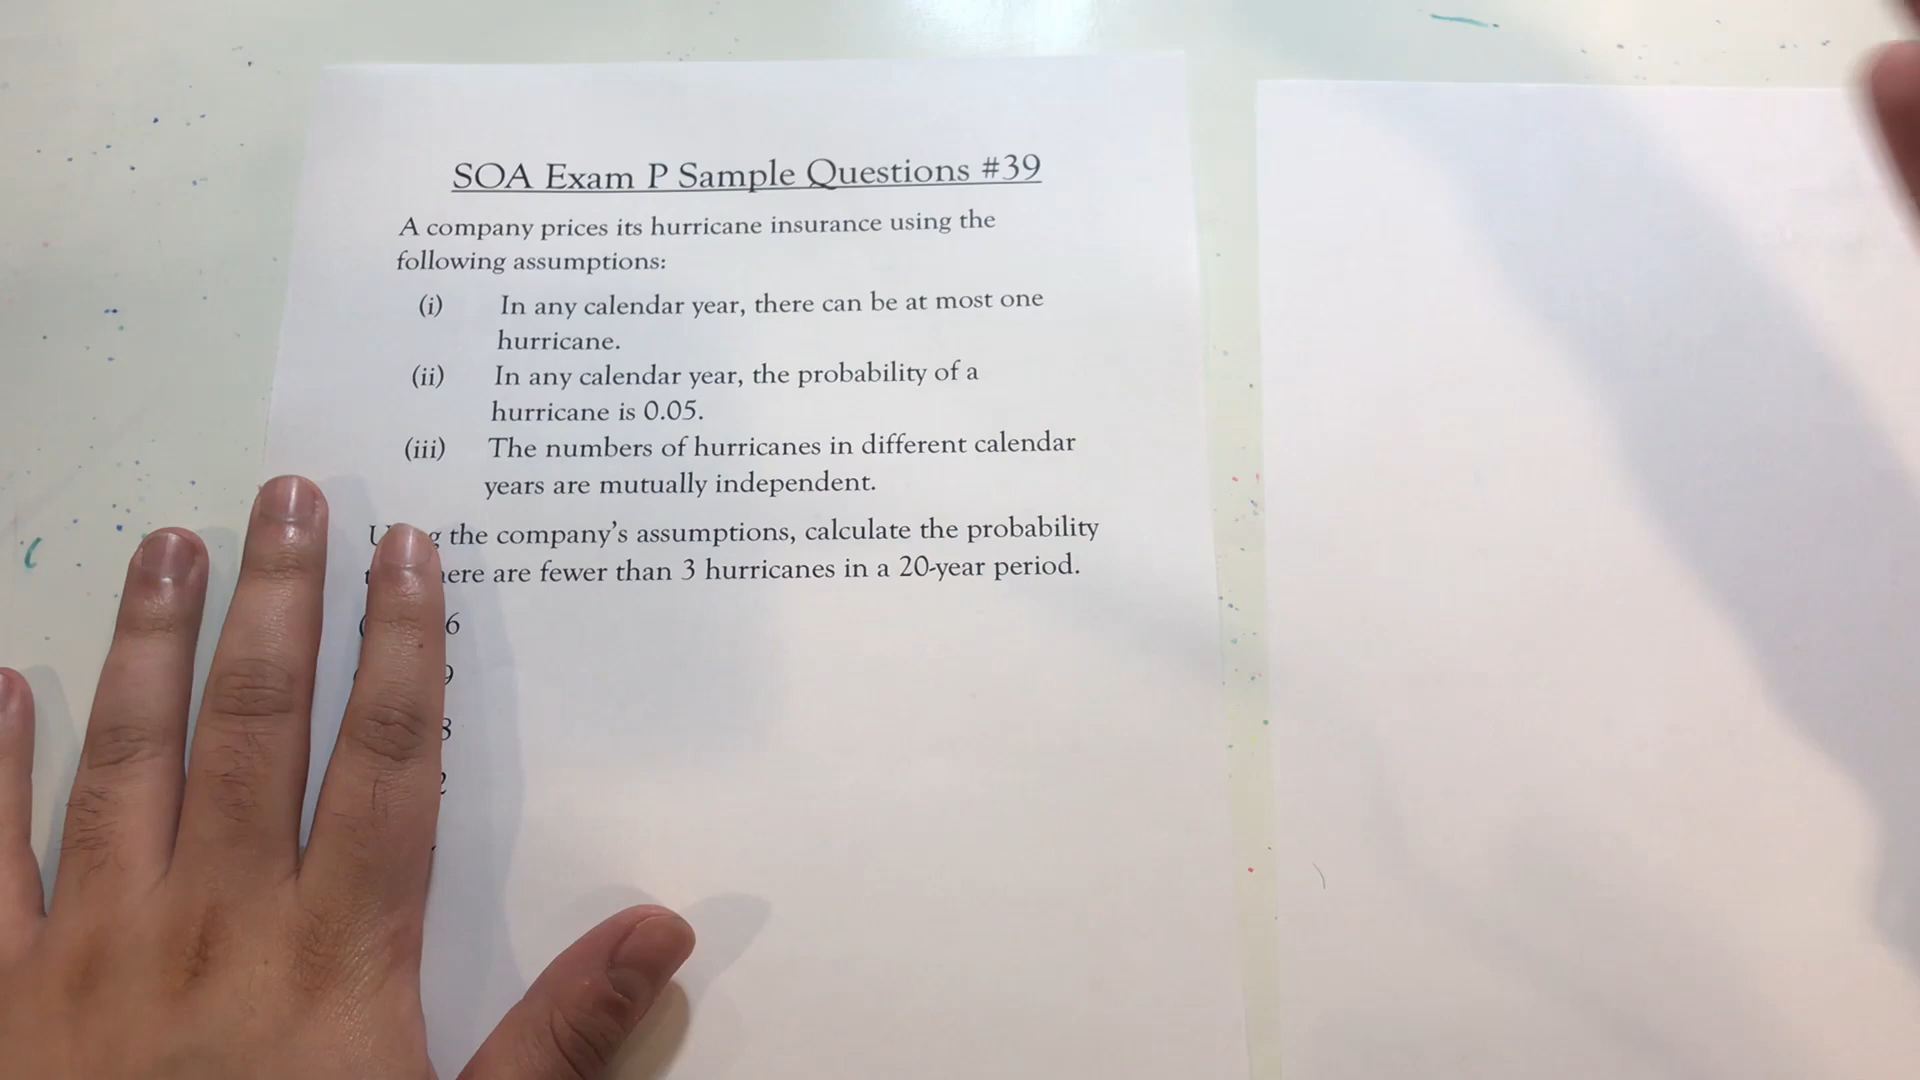 SOA Exam P Sample Questions #39
A company prices its hurricane insurance using the
following assumptions:
(i) In any calendar year, there can be at most one
hurricane.
(ii) In any calendar year, the probability of a
hurricane is 0.05.
(iii) The numbers of hurricanes in different calendar
years are mutually independent.
the company's assumptions, calculate the probability
are fewer than 3 hurricanes in a 20-year period.
6
9
8
2